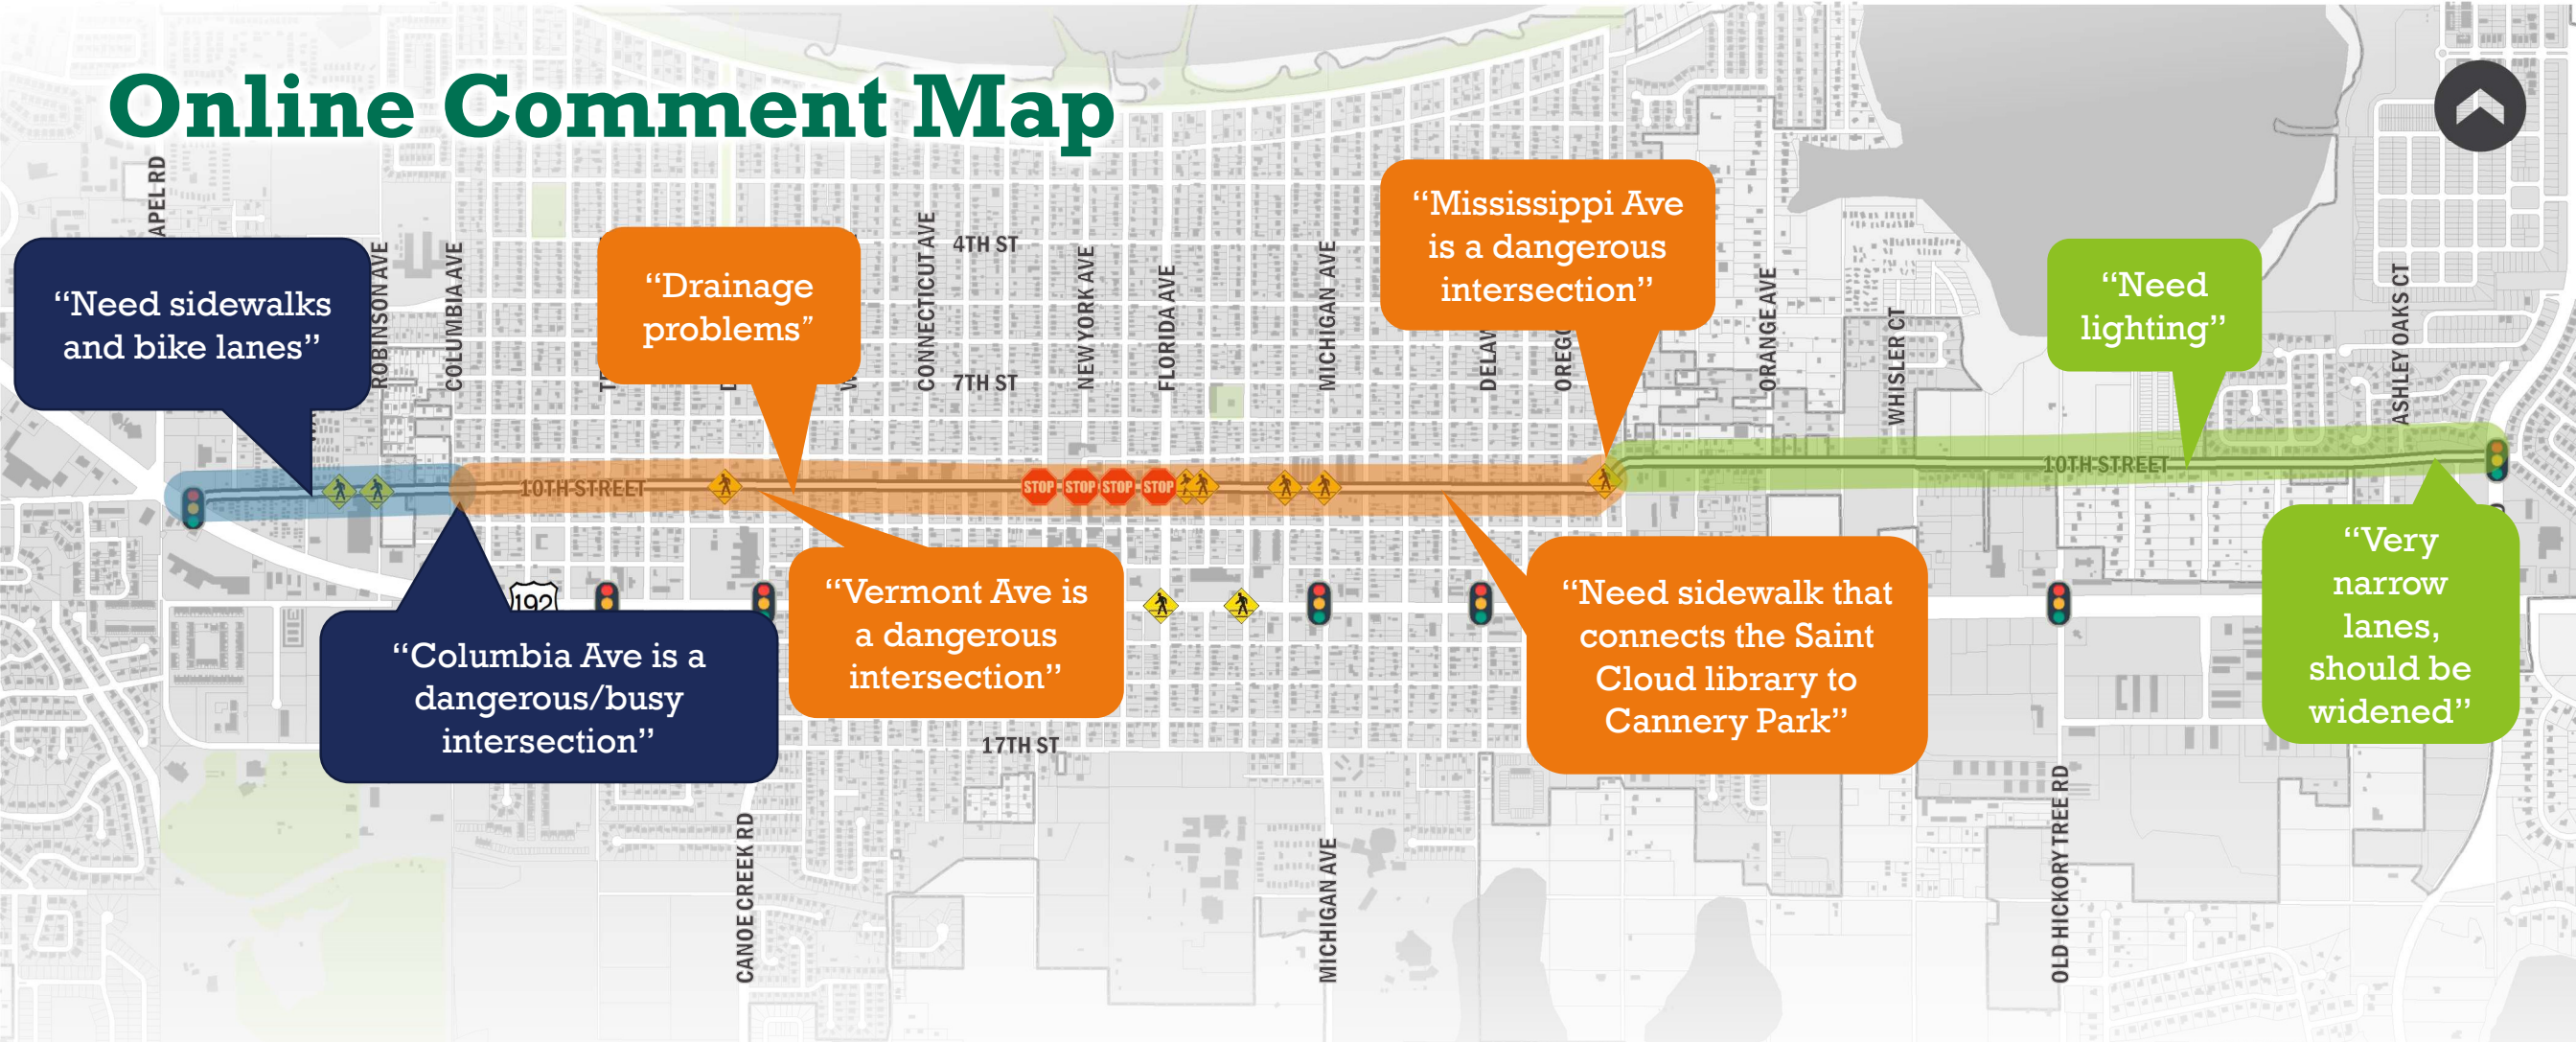 Online Comment Map
APEL RD
ROBINSON AVE
COLUMBIA AVE
CONNECTICUT AVE
4TH ST
7TH ST
NEW YORK AVE
FLORIDA AVE
MICHIGAN AVE
DELAV
OREG
ORANGE AVE
WHISLER CT
ASHLEY OAKS CT
“Need sidewalks
and bike lanes”
“Drainage
problems”
“Mississippi Ave
is a dangerous
intersection”
“Need
lighting”
10TH STREET
STOP
STOP
STOP
STOP
10TH STREET
192
“Columbia Ave is a
dangerous/busy
intersection”
“Vermont Ave is
a dangerous
intersection”
“Need sidewalk that
connects the Saint
Cloud library to
Cannery Park”
“Very
narrow
lanes,
should be
widened”
17TH ST
CANOE CREEK RD
MICHIGAN AVE
OLD HICKORY TREE RD